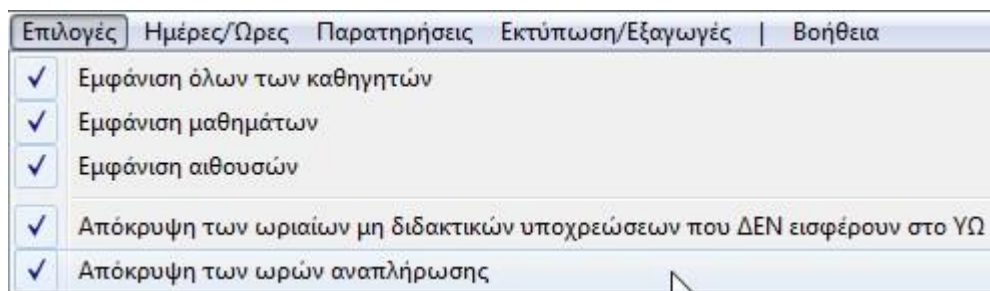 Επιλογές Ημέρες/Ώρες Παρατηρήσεις Εκτύπωση/Εξαγωγές | Βοήθεια
Εμφάνιση όλων των καθηγητών
Εμφάνιση μαθημάτων
Εμφάνιση αιθουσών
Απόκρυψη των ωριαίων μη διδακτικών υποχρεώσεων που ΔΕΝ εισφέρουν στο ΥΩ
Απόκρυψη των ωρών αναπλήρωσης